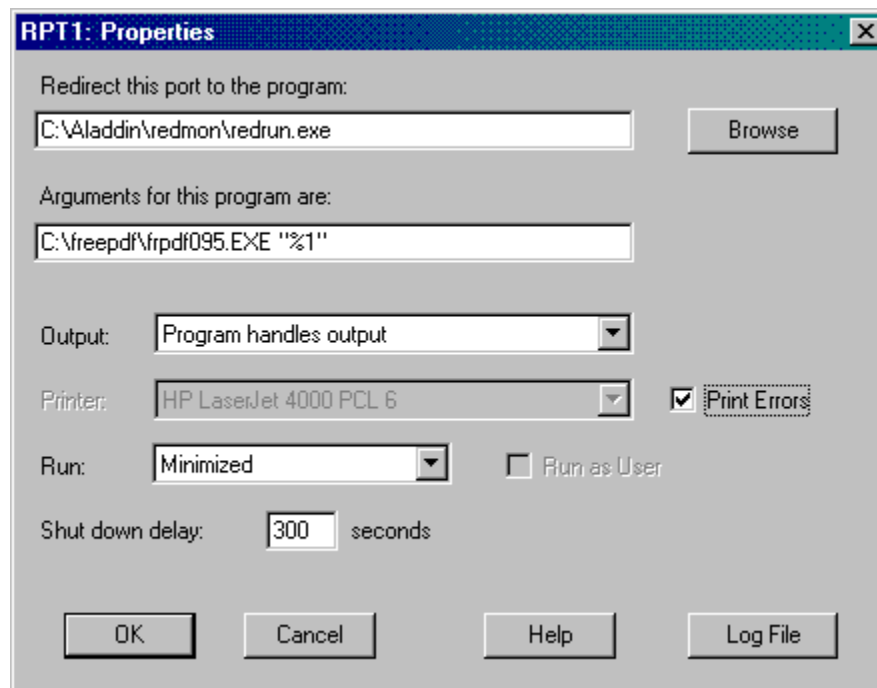 RPT1: Properties
Redirect this port to the program:
C:\Aladdin\redmon\redrun.exe
Browse
Arguments for this program are:
C:\freepdf\frpdf095.EXE "%1"
Output: Program handles output
Printer: HP LaserJet 4000 PCL 6 Print Errors
Run: Minimized Run as User
Shut down delay: 300 seconds
OK Cancel Help Log File